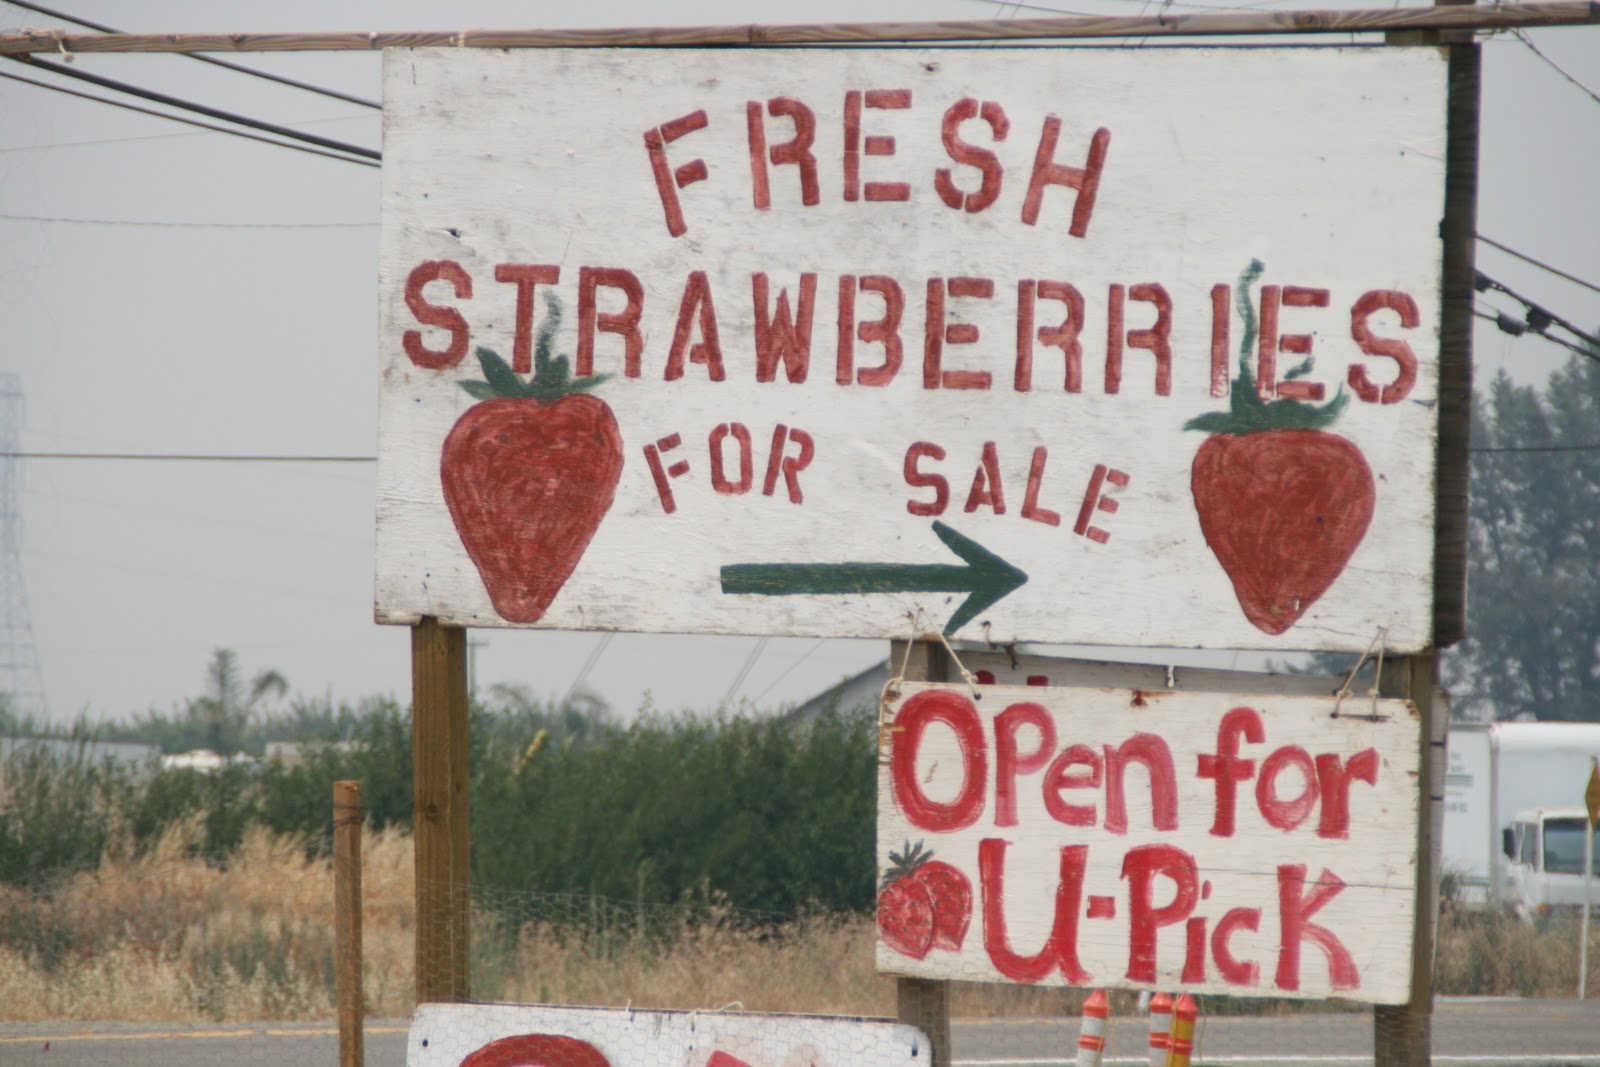 FRESH
STRAWBERRIES
FOR SALE
Open for
U-Pick